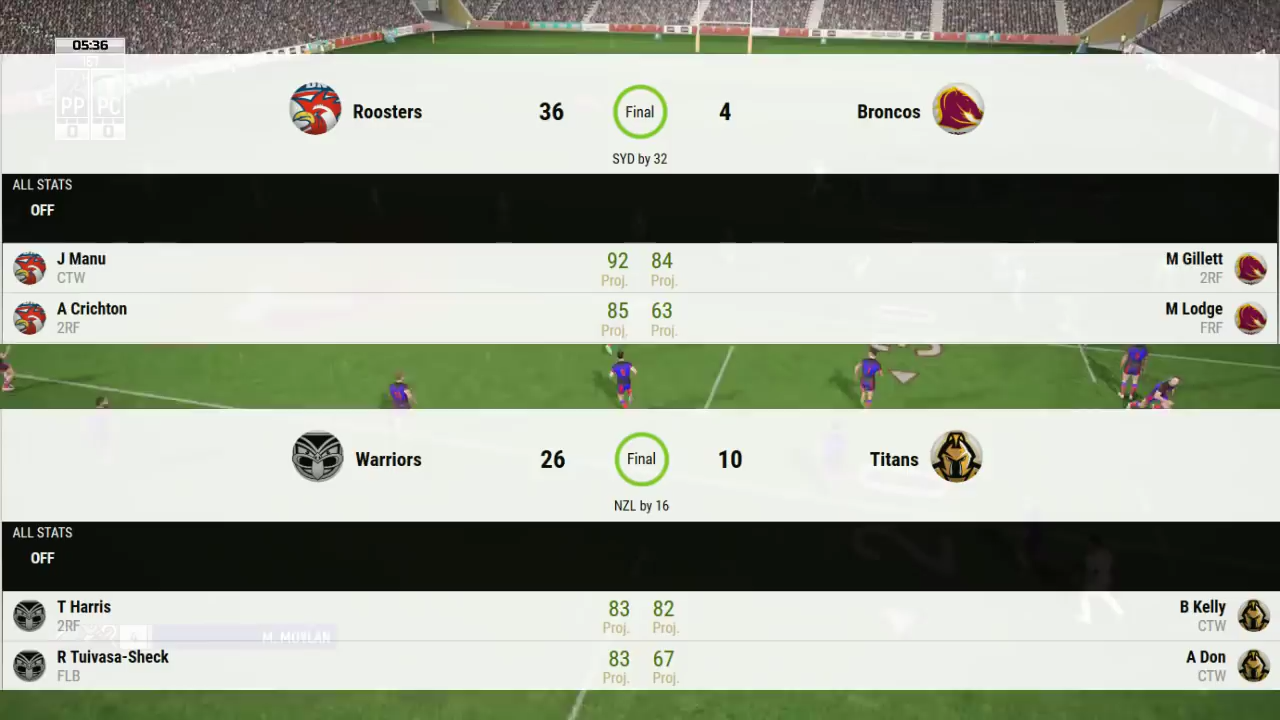 05:36
PP PC
0 0
Roosters 36 Final 4 Broncos
SYD by 32
ALL STATS
OFF
J Manu 92 84 M Gillett
CTW Proj. Proj. 2RF
A Crichton 85 63 M Lodge
2RF Proj. Proj. FRF
Warriors 26 Final 10 Titans
NZL by 16
ALL STATS
OFF
T Harris 83 82 B Kelly
2RF Proj. Proj. CTW
R Tuivasa-Sheck 83 67 A Don
FLB Proj. Proj. CTW